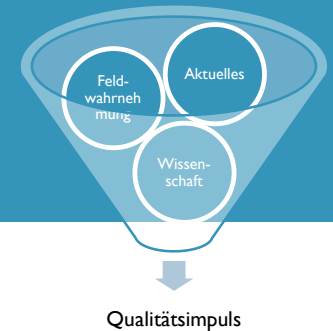 Feld-
wahrneh
mung
Aktuelles
Wissen-
schaft
Qualitätsimpuls